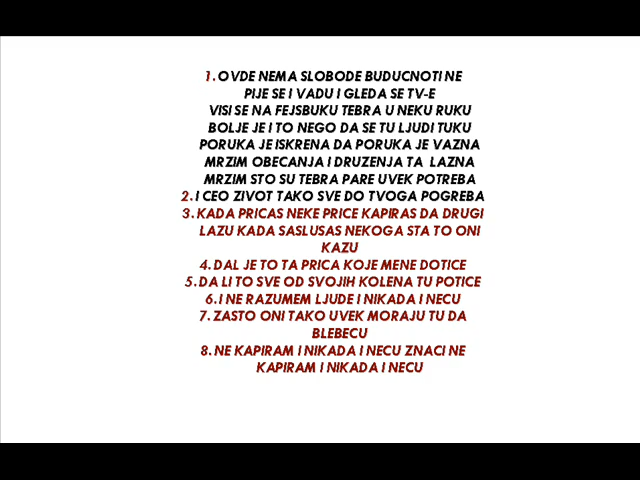 1. OVDE NEMA SLOBODE BUDUCNOTI NE
PIJE SE I VADU I GLEDA SE TV-E
VISI SE NA FEJSBUKU TEBRA U NEKU RUKU
BOLJE JE I TO NEGO DA SE TU LJUDI TUKU
PORUKA JE ISKRENA DA PORUKA JE VAZNA
MRZIM OBECANJA I DRUZENJA TA LAZNA
MRZIM STO SU TEBRA PARE UVEK POTREBA
2. I CEO ZIVOT TAKO SVE DO TVOGA POGREBA
3. KADA PRICAS NEKE PRICE KAPIRAS DA DRUGI
LAZU KADA SASLUSAS NEKOGA STA TO ONI
KAZU
4. DAL JE TO TA PRICA KOJE MENE DOTICE
5. DA LI TO SVE OD SVOJIH KOLENA TU POTICE
6. I NE RAZUMEM LJUDE I NIKADA I NECU
7. ZASTO ONI TAKO UVEK MORAJU TU DA
BLEBECU
8. NE KAPIRAM I NIKADA I NECU ZNACI NE
KAPIRAM I NIKADA I NECU